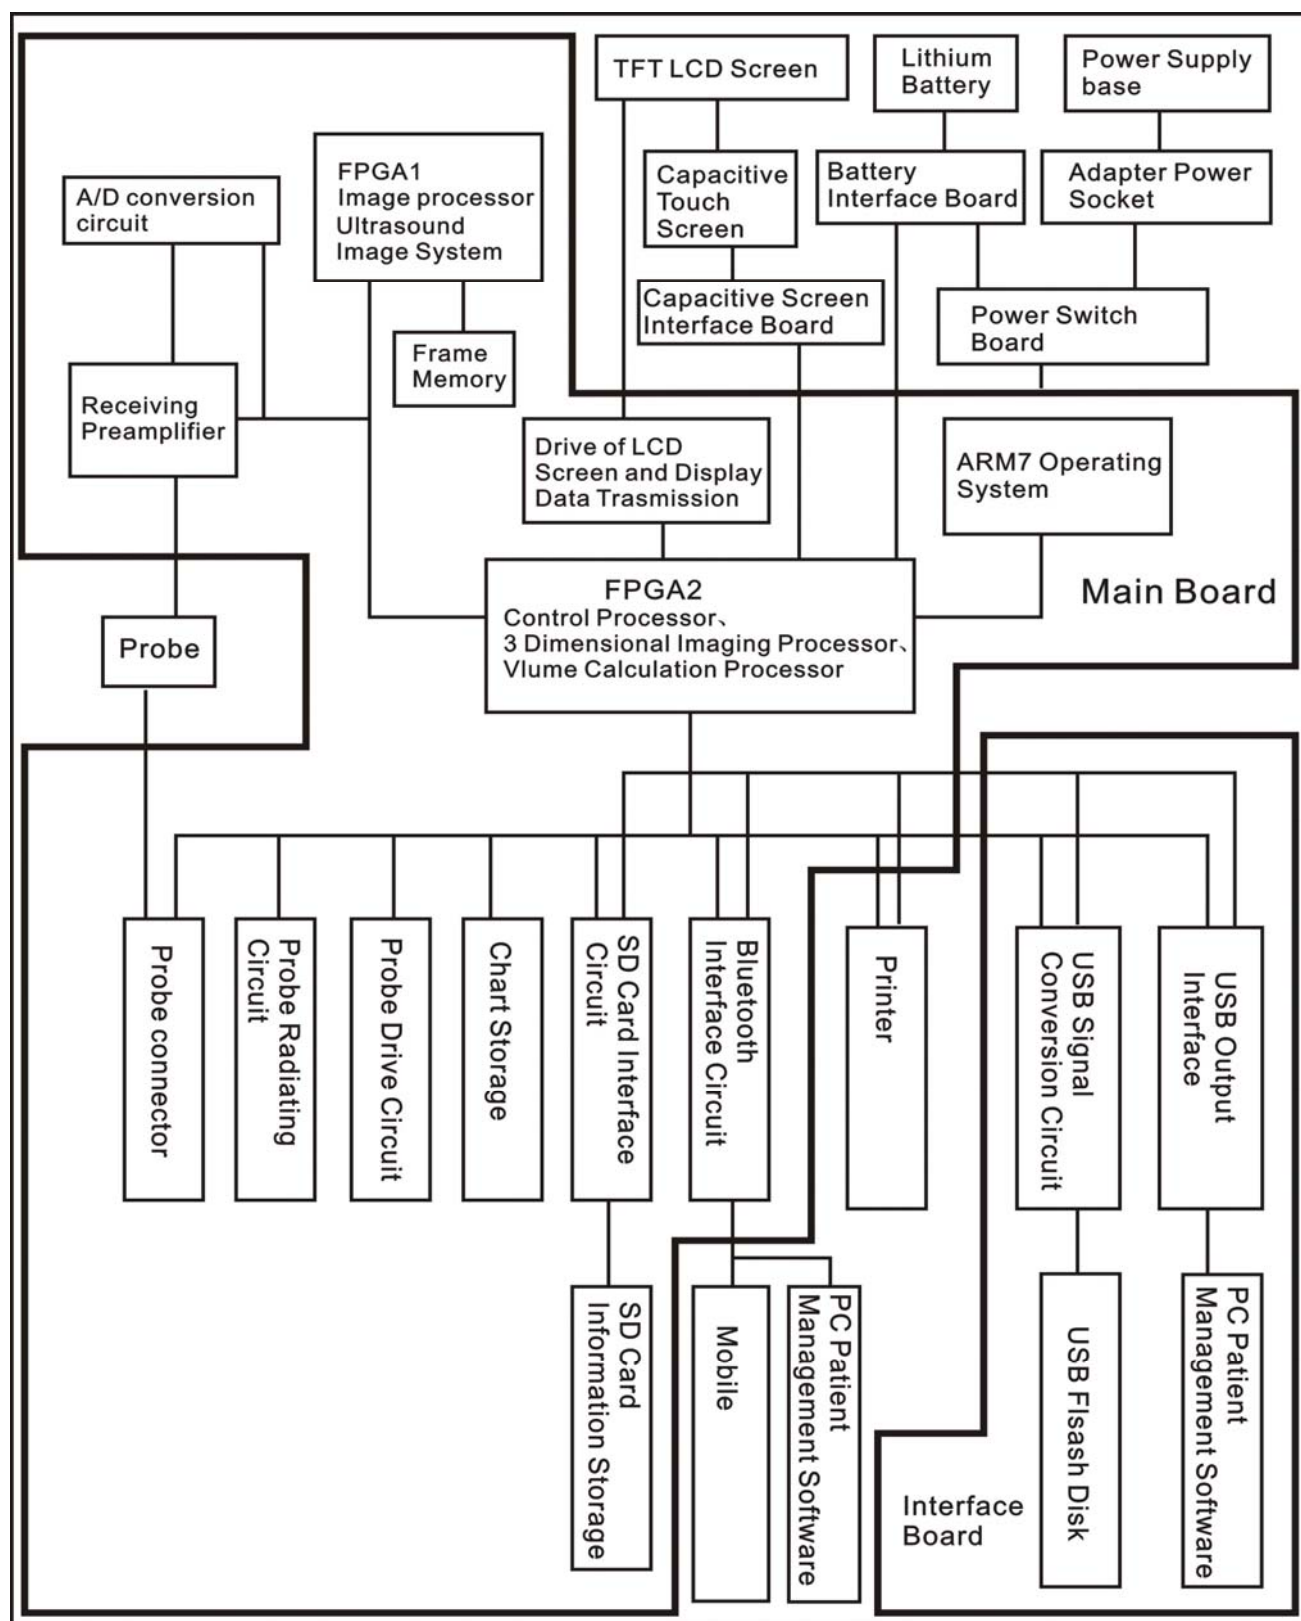 TFT LCD Screen
Lithium
Battery
Power Supply
base
FPGA1
Image processor
Ultrasound
Image System
A/D conversion
circuit
Capacitive
Touch
Screen
Battery
Interface Board
Adapter Power
Socket
Capacitive Screen
Interface Board
Power Switch
Board
Frame
Memory
Receiving
Preamplifier
Drive of LCD
Screen and Display
Data Trasmission
ARM7 Operating
System
FPGA2
Control Processor、
3 Dimensional Imaging Processor、
Vlume Calculation Processor
Main Board
Probe
Probe connector
Probe Radiating
Circuit
Probe Drive Circuit
Chart Storage
SD Card Interface
Circuit
Bluetooth
Interface Circuit
Printer
USB Signal
Conversion Circuit
USB Output
Interface
SD Card
Information Storage
Mobile
PC Patient
Management Software
USB Flsash Disk
PC Patient
Management Software
Interface
Board